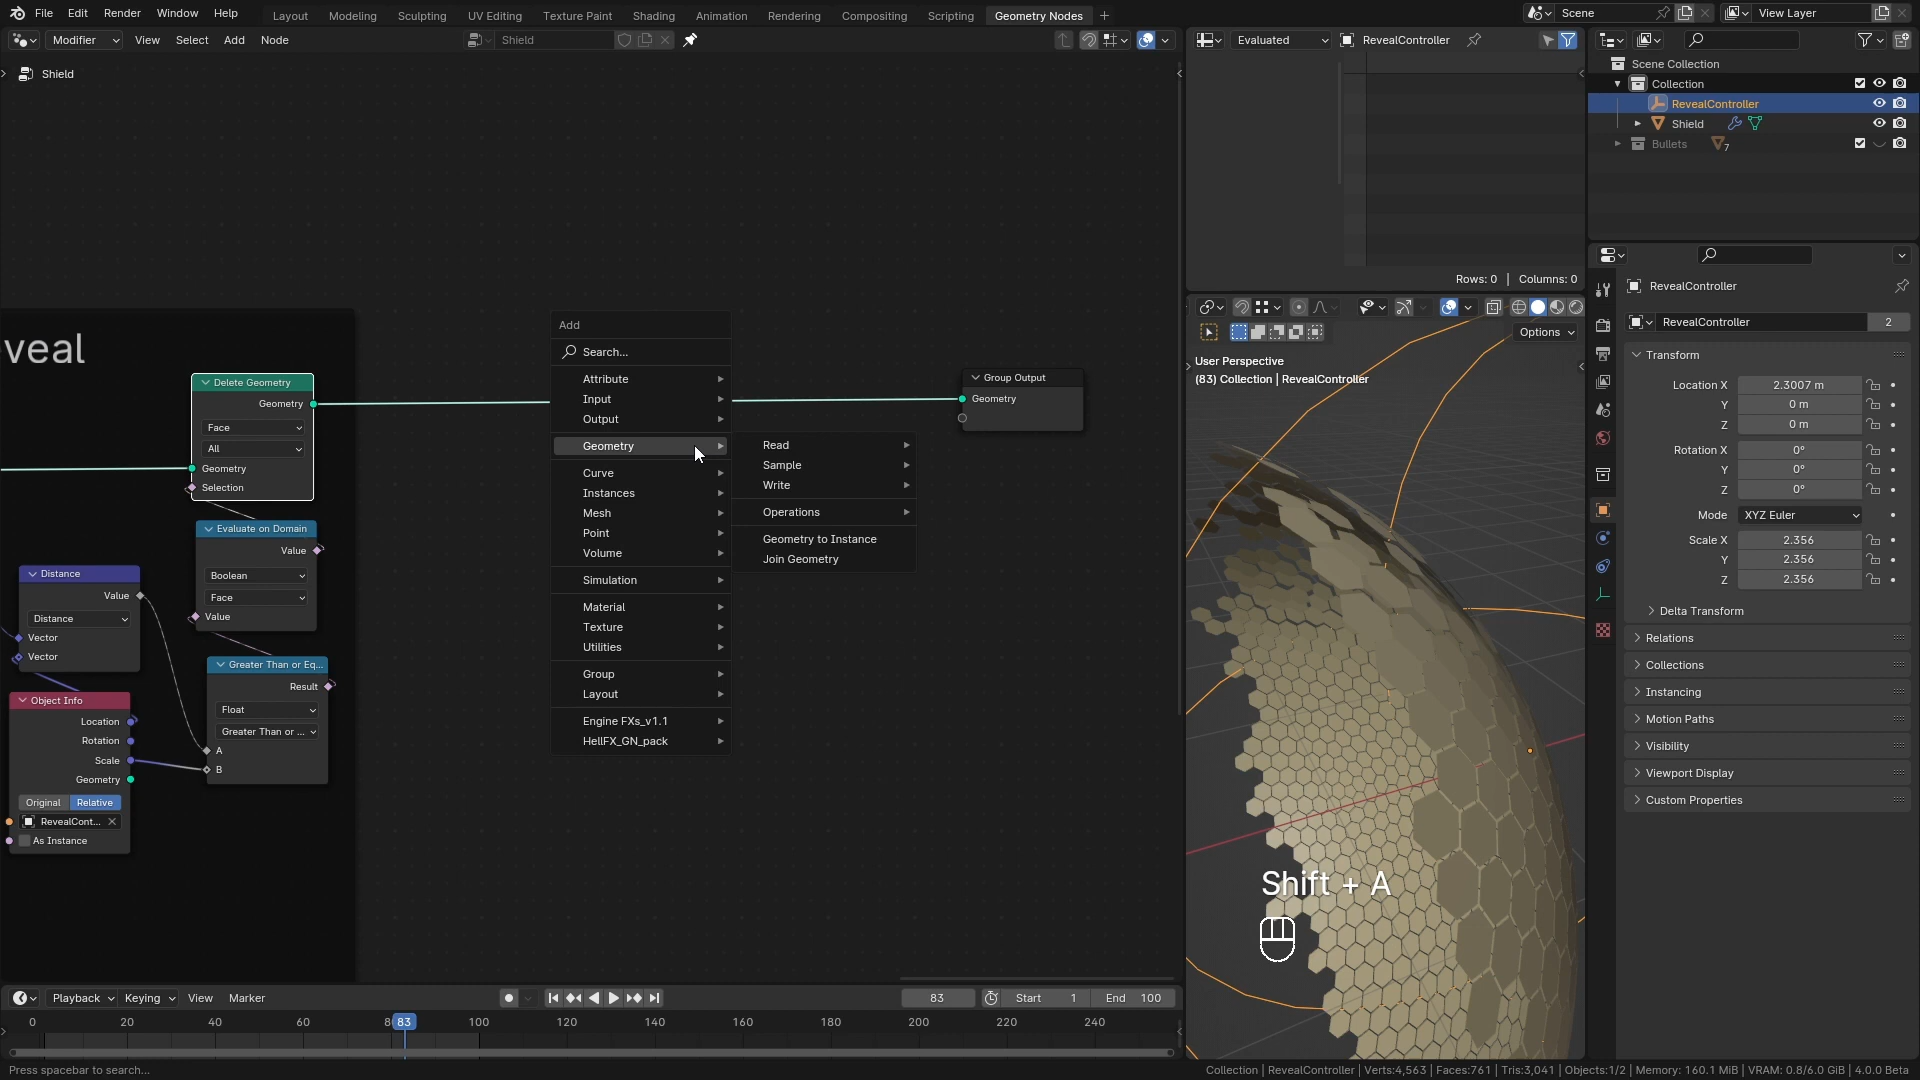 File Edit Render Window Help
Layout Modeling Sculpting UV Editing Texture Paint Shading Animation Rendering Compositing Scripting Geometry Nodes +
Scene
View Layer
Modifier View Select Add Node
Shield
Evaluated
RevealController
Shield
Scene Collection
Collection
RevealController
Shield
Bullets
7
Rows: 0 | Columns: 0
Add
Search...
Attribute
Input
Output
Geometry
Curve
Instances
Mesh
Point
Volume
Simulation
Material
Texture
Utilities
Group
Layout
Engine FXs_v1.1
HellFX_GN_pack
Read
Sample
Write
Operations
Geometry to Instance
Join Geometry
veal
Delete Geometry
Geometry
Face
All
Geometry
Selection
Evaluate on Domain
Value
Boolean
Face
Value
Distance
Value
Distance
Vector
Vector
Greater Than or Eq...
Result
Float
Greater Than or ...
A
B
Object Info
Location
Rotation
Scale
Geometry
Original Relative
RevealCont...
As Instance
Group Output
Geometry
Options
User Perspective
(83) Collection | RevealController
Shift + A
RevealController
RevealController 2
Transform
Location X 2.3007 m
Y 0 m
Z 0 m
Rotation X 0°
Y 0°
Z 0°
Mode XYZ Euler
Scale X 2.356
Y 2.356
Z 2.356
Delta Transform
Relations
Collections
Instancing
Motion Paths
Visibility
Viewport Display
Custom Properties
Playback Keying View Marker
83
Start 1
End 100
0 20 40 60 8 83 100 120 140 160 180 200 220 240
Press spacebar to search...
Collection | RevealController | Verts:4,563 | Faces:761 | Tris:3,041 | Objects:1/2 | Memory: 160.1 MiB | VRAM: 0.8/6.0 GiB | 4.0.0 Beta